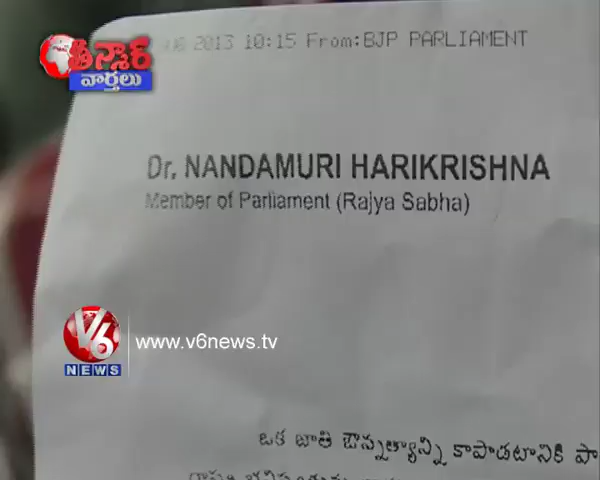 తీన్మార్
వార్తలు
2013 10:15 From:BJP PARLIAMENT
Dr. NANDAMURI HARIKRISHNA
Member of Parliament (Rajya Sabha)
V6
NEWS
www.v6news.tv
ఒక జాతి ఔన్నత్యాన్ని కాపాడటానికి పా